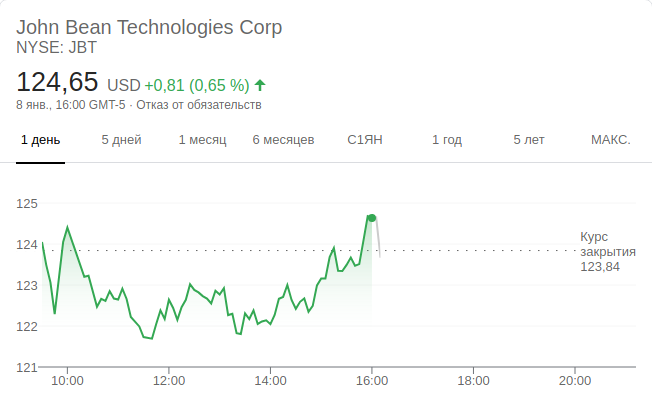 John Bean Technologies Corp
NYSE: JBT
124,65 USD +0,81 (0,65 %)
8 янв., 16:00 GMT-5 · Отказ от обязательств
1 день 5 дней 1 месяц 6 месяцев С1ЯН 1 год 5 лет МАКС.
125
124
123
122
121
Курс
закрытия
123,84
10:00 12:00 14:00 16:00 18:00 20:00